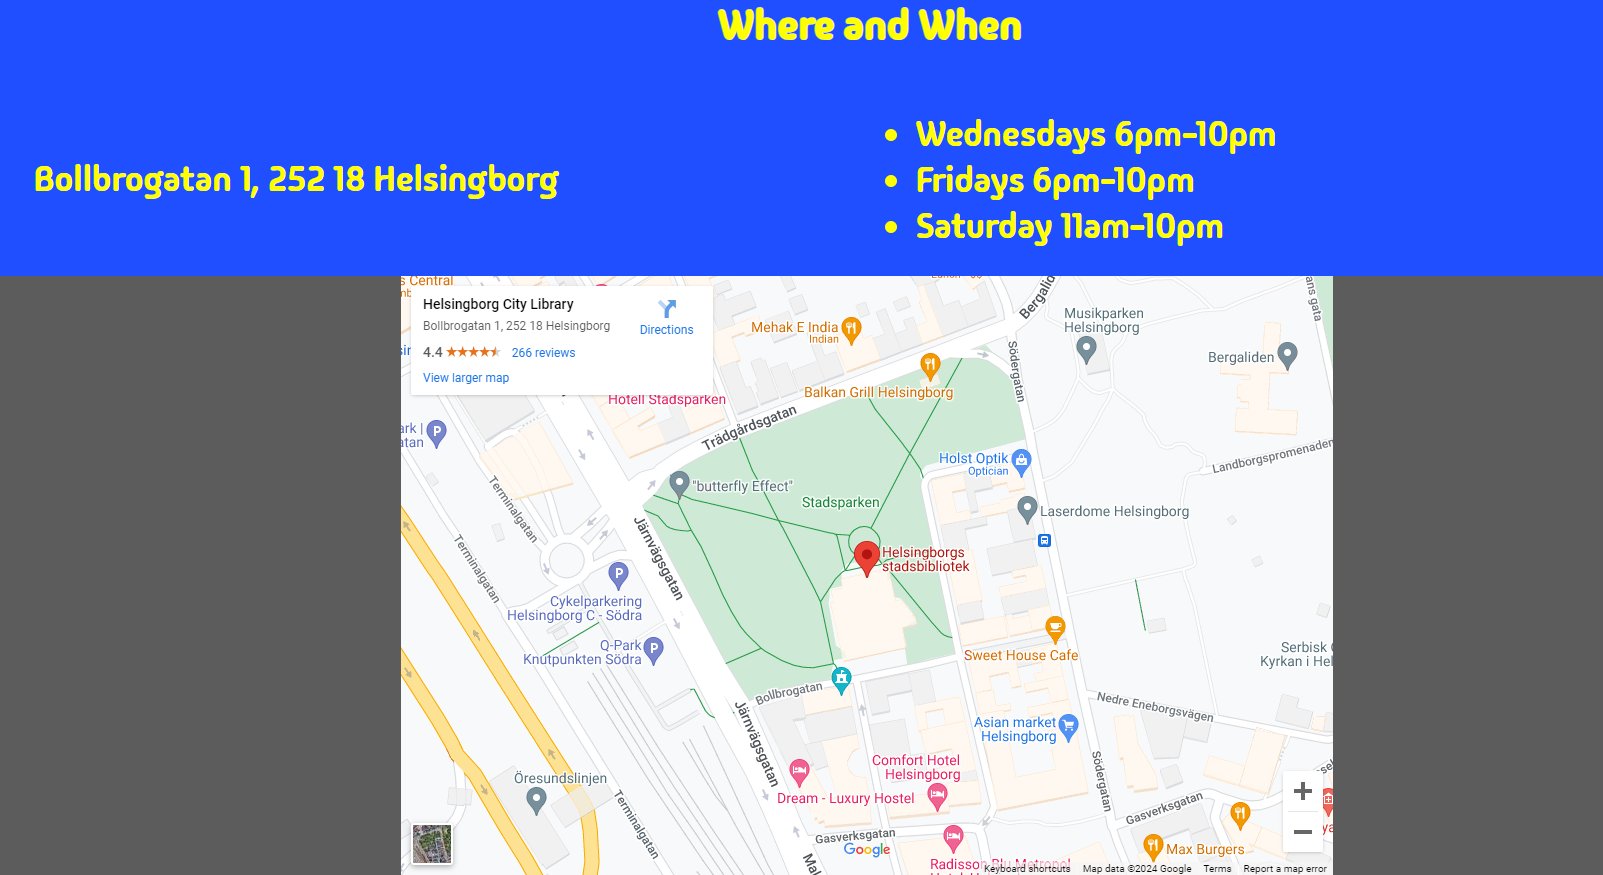 Where and When
Bollbrogatan 1, 252 18 Helsingborg
Wednesdays 6pm-10pm
Fridays 6pm-10pm
Saturday 11am-10pm
s Central
Helsingborg City Library
Bollbrogatan 1, 252 18 Helsingborg
4.4
266 reviews
View larger map
Directions
Hotell Stadsparken
Mehak E India
Indian
Balkan Grill Helsingborg
Trädgårdsgatan
Södergatan
Musikparken
Helsingborg
Bergaliden
Landborgspromenaden
Holst Optik
Optician
"butterfly Effect"
Stadsparken
Laserdome Helsingborg
Helsingborgs
stadsbibliotek
Terminalgatan
Terminalgatan
Järnvägsgatan
P
P
P
Cykelparkering
Helsingborg C - Södra
Q-Park
Knutpunkten Södra
Sweet House Cafe
Bollbrogatan
Järnvägsgatan
Nedre Eneborgsvägen
Serbisk
Kyrkan i Hel
Asian market
Helsingborg
Comfort Hotel
Helsingborg
Dream - Luxury Hostel
Öresundslinjen
Terminalgatan
Södergatan
Gasverksgatan
Gasverksgatan
Google
Max Burgers
Radisson Blu Metropol
Keyboard shortcuts
Map data ©2024 Google
Terms
Report a map error